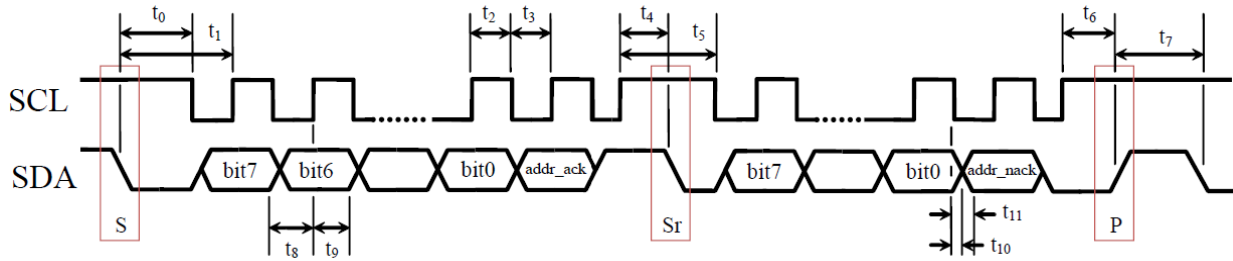 t0 t1 t2 t3 t4 t5 t6 t7
SCL
SDA bit7 bit6 bit0 addr_ack bit7 bit0 addr_nack
S t8 t9 Sr t11 P
t10